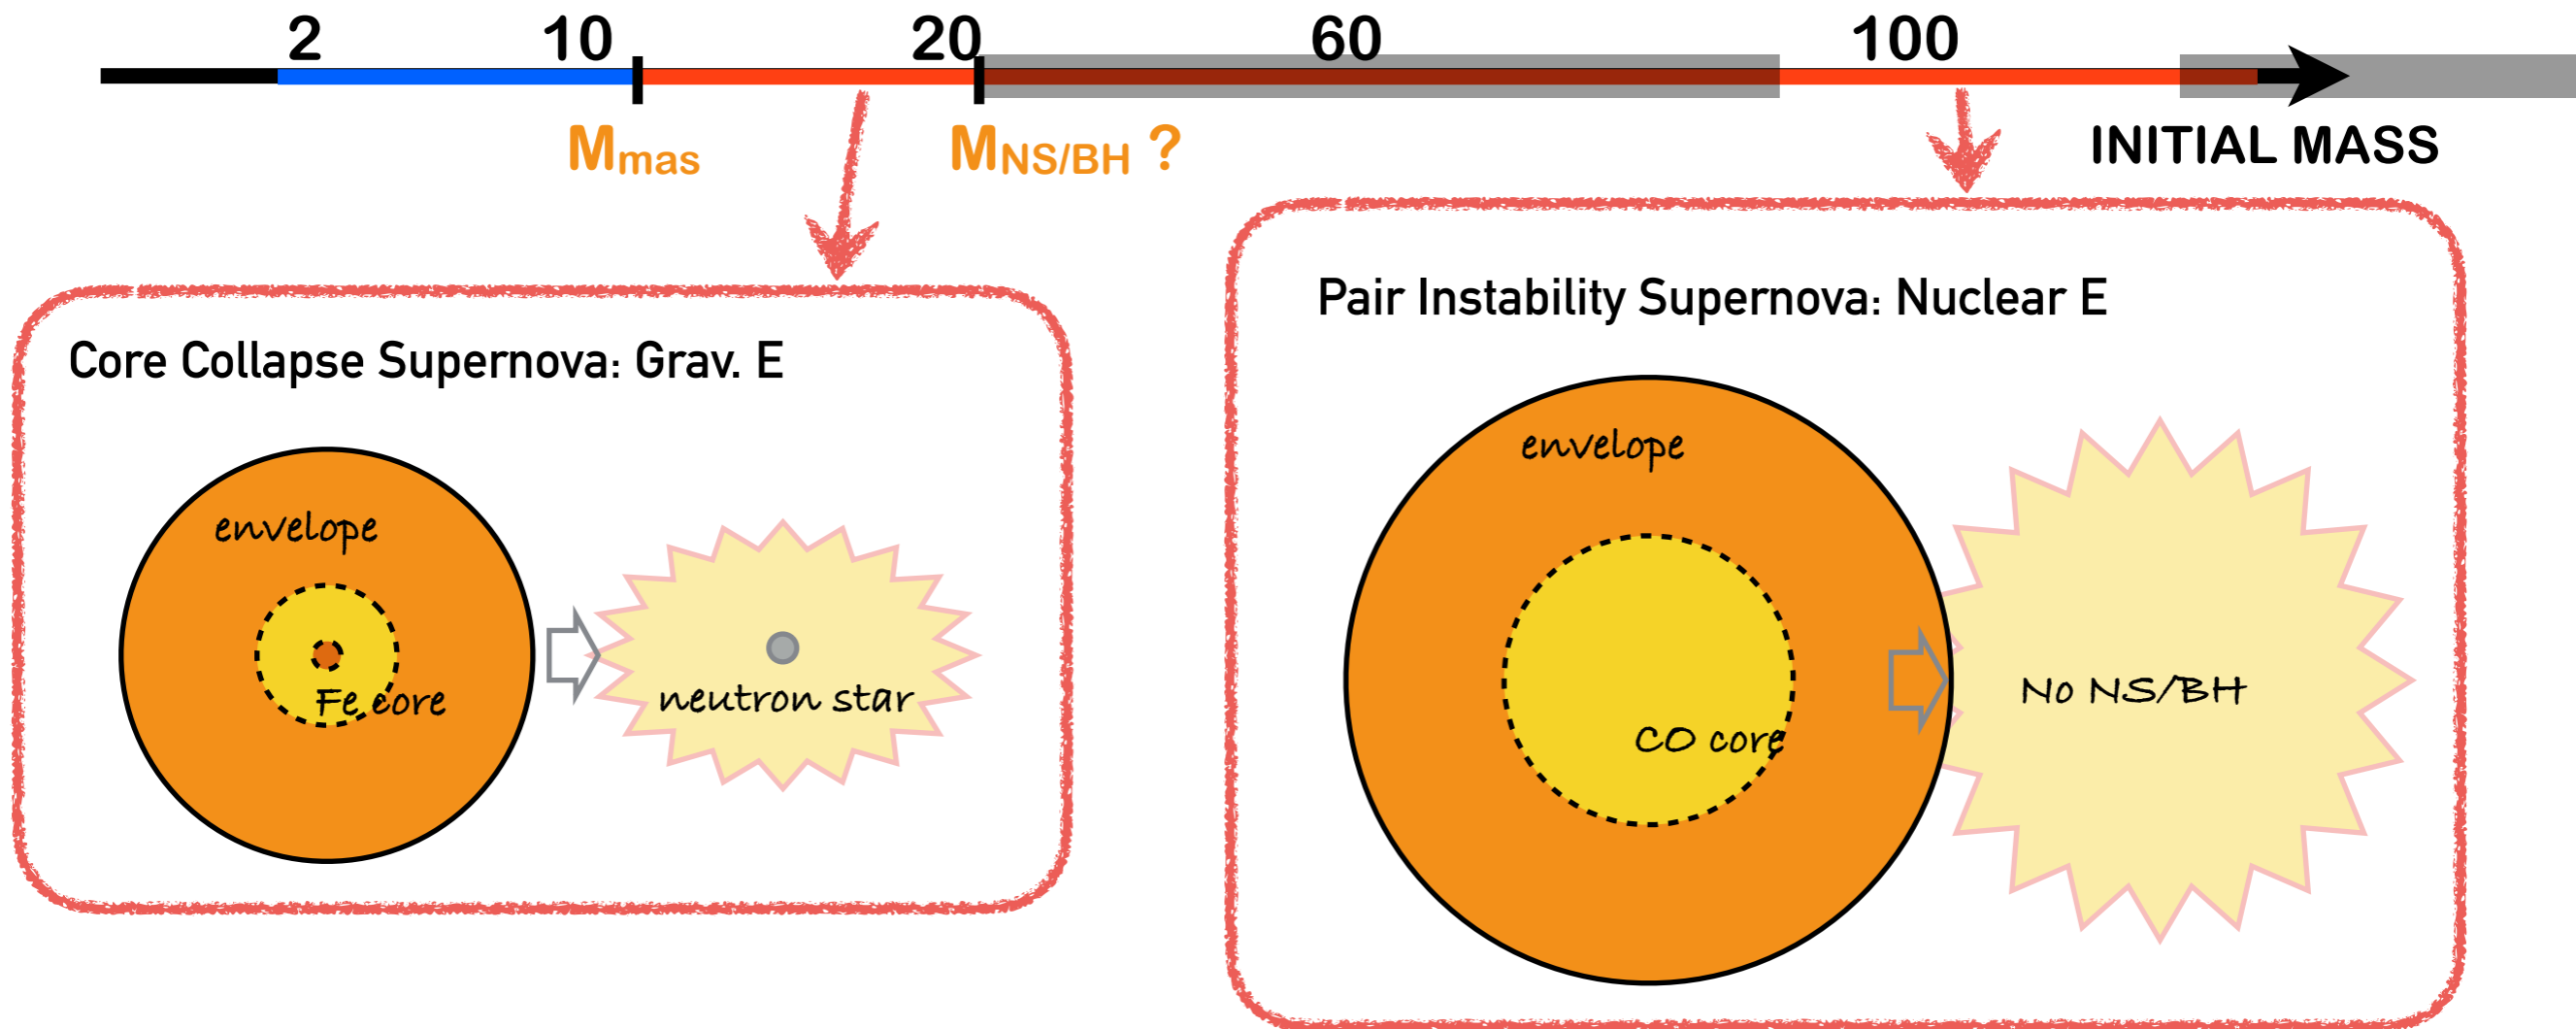 2 10 20 60 100
Mmas MNS/BH ? INITIAL MASS
Core Collapse Supernova: Grav. E
envelope
Fe core
neutron star
Pair Instability Supernova: Nuclear E
envelope
CO core
No NS/BH